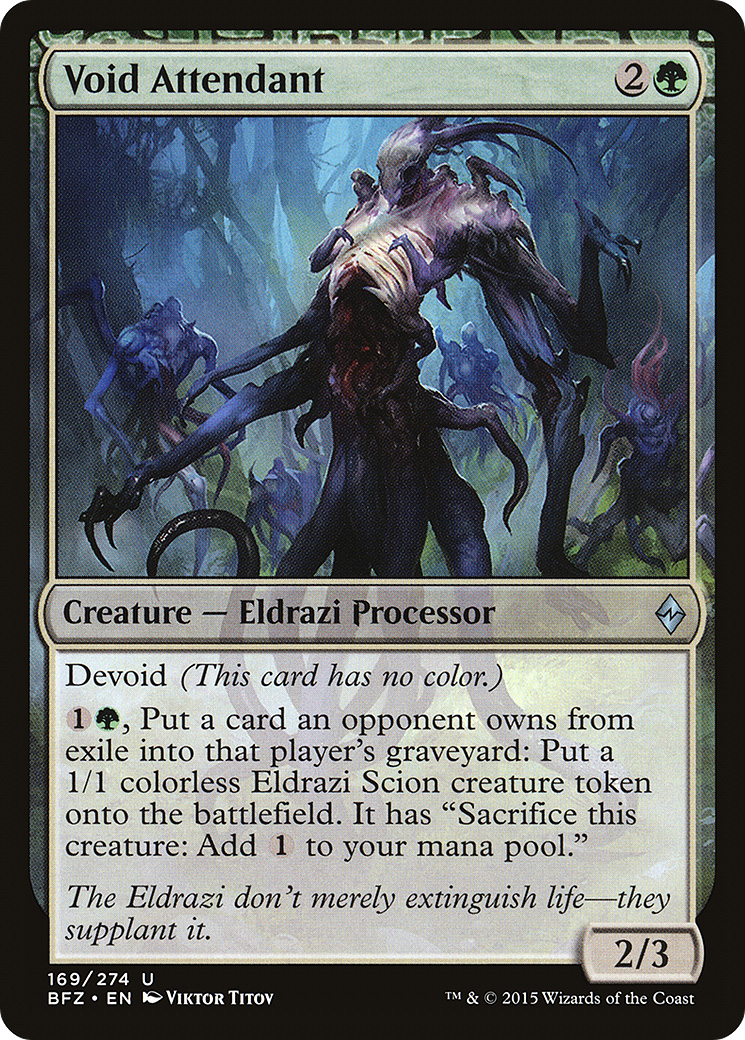 Void Attendant 2
Creature — Eldrazi Processor
Devoid (This card has no color.)
1, Put a card an opponent owns from
exile into that player's graveyard: Put a
1/1 colorless Eldrazi Scion creature token
onto the battlefield. It has “Sacrifice this
creature: Add 1 to your mana pool.”
The Eldrazi don't merely extinguish life—they
supplant it.
2/3
169/274 U
BFZ • EN Viktor Titov
™ & © 2015 Wizards of the Coast